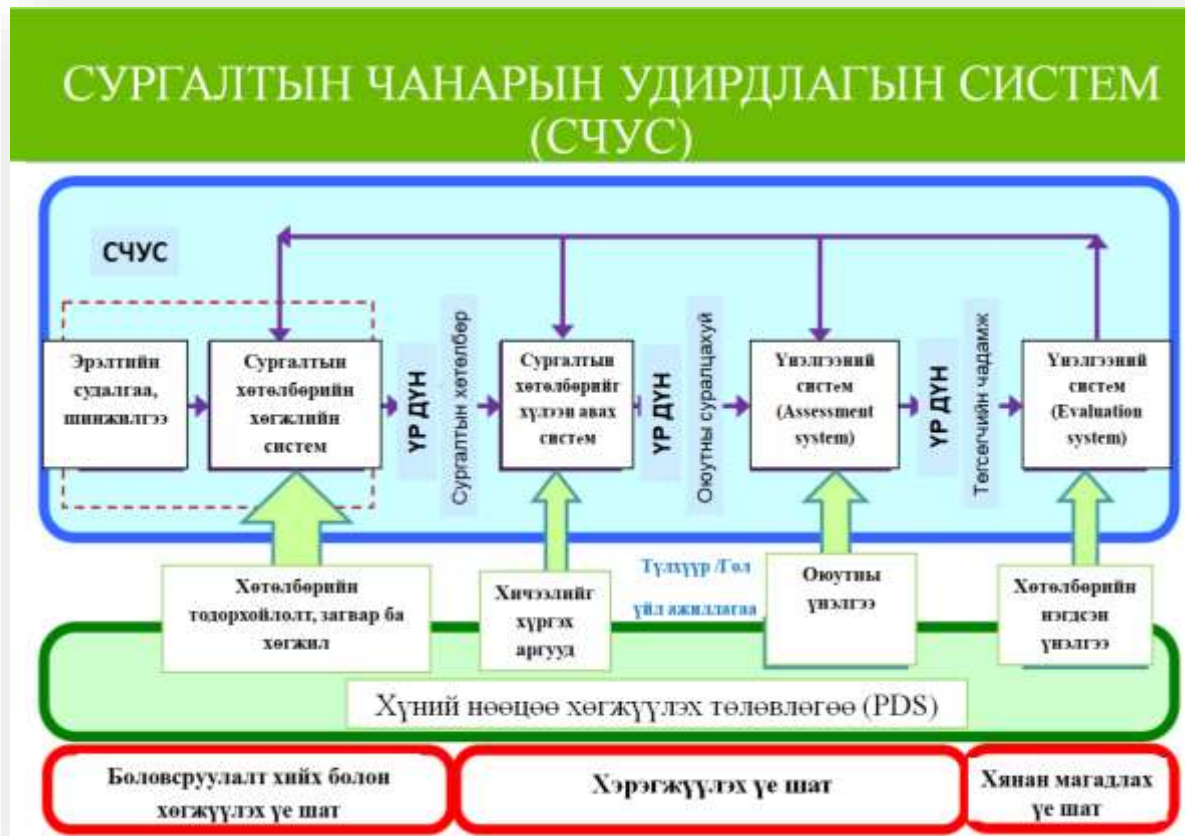 СУРГАЛТЫН ЧАНАРЫН УДИРДЛАГЫН СИСТЕМ
(СЧУС)
СЧУС
Эрэлтийн
судалгаа,
шинжилгээ
Сургалтын
хөтөлбөрийн
хөгжлийн
систем
ҮР ДҮН
Сургалтын хөтөлбөр
Сургалтын
хөтөлбөрийг
хүлээн авах
систем
ҮР ДҮН
Оюутны суралцахуй
Үнэлгээний
систем
(Assessment
system)
ҮР ДҮН
Төгсөгчийн чадамж
Үнэлгээний
систем
(Evaluation
system)
Хөтөлбөрийн
тодорхойлолт, загвар ба
хөгжил
Хичээлийг
хүргэх
аргууд
Түлхүүр /Гол
үйл ажиллагаа
Оюутны
үнэлгээ
Хөтөлбөрийн
нэгдсэн
үнэлгээ
Хүний нөөцөө хөгжүүлэх төлөвлөгөө (PDS)
Боловсруулалт хийх болон
хөгжүүлэх үе шат
Хэрэгжүүлэх үе шат
Хянан магадлах
үе шат